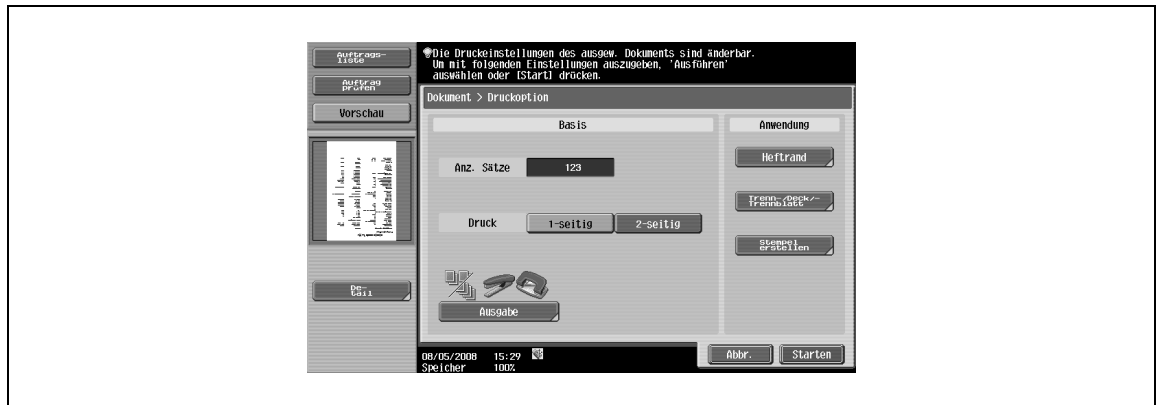 Auftrags-
liste
Auftrag
prüfen
Vorschau
De-
tail
Die Druckeinstellungen des ausgew. Dokuments sind änderbar.
Um mit folgenden Einstellungen auszugeben, 'Ausführen'
auswählen oder [Start] drücken.
Dokument > Druckoption
Basis
Anz. Sätze 123
Druck 1-seitig 2-seitig
Ausgabe
Anwendung
Heftrand
Trenn-/Deck/-
Trennblatt
Stempel
erstellen
08/05/2008 15:29
Speicher 100%
Abbr. Starten